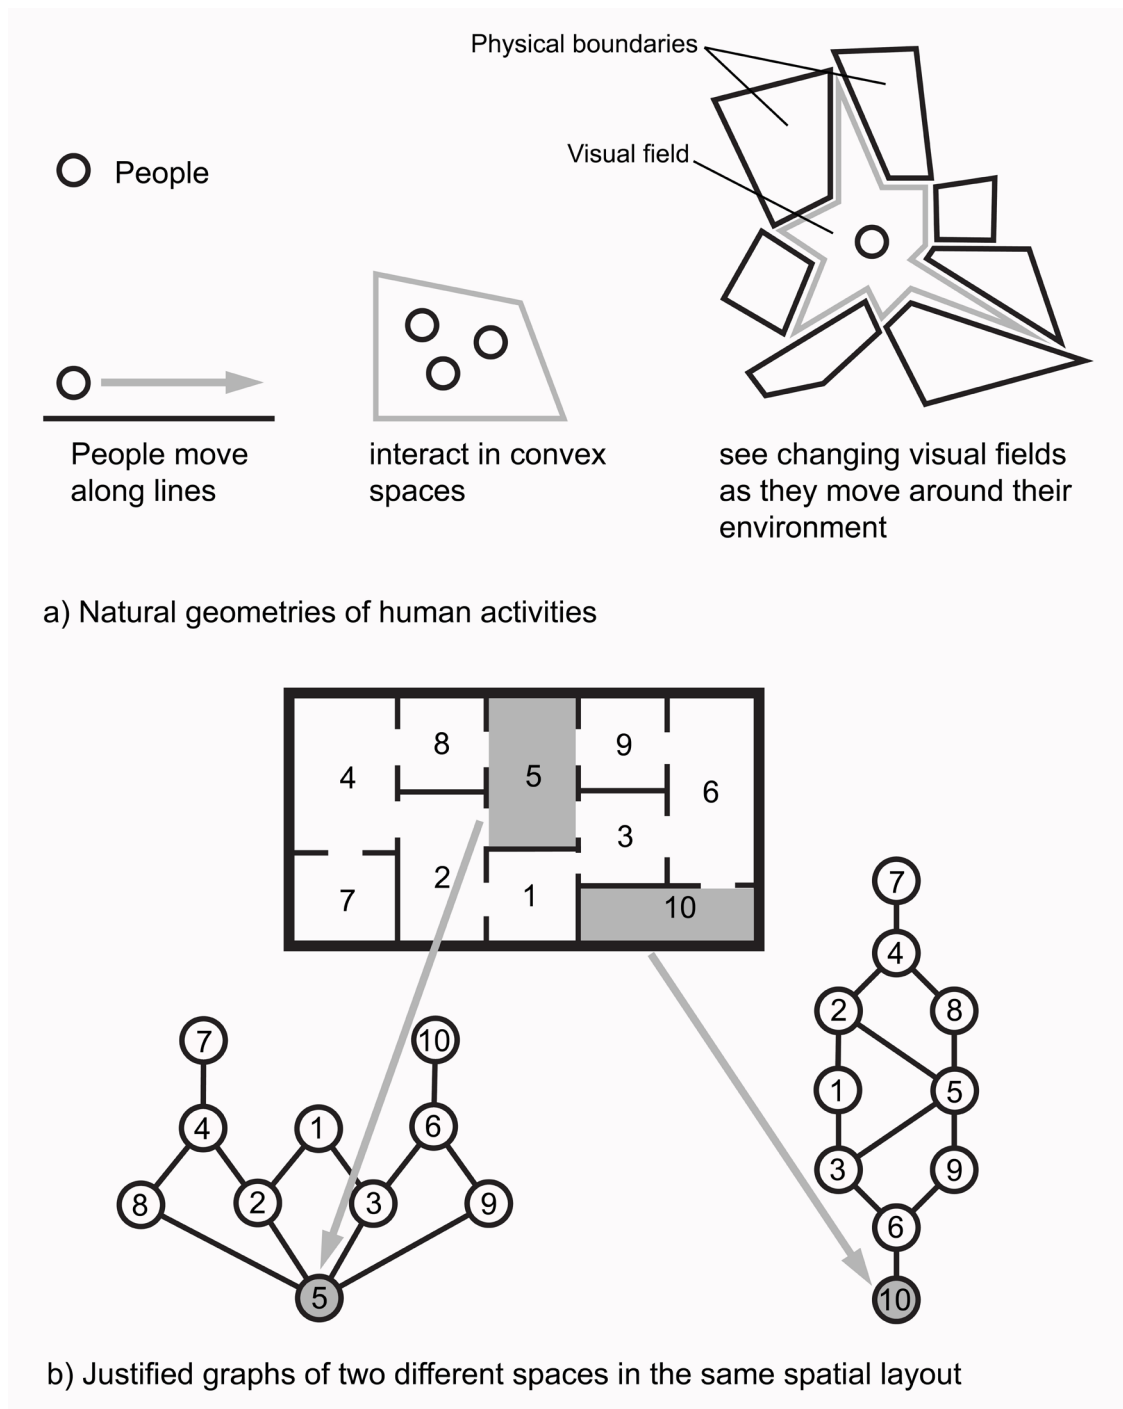 Physical boundaries
Visual field
People
People move
along lines
interact in convex
spaces
see changing visual fields
as they move around their
environment
a) Natural geometries of human activities
8
5
9
4
6
3
2
1
7
10
7
4
2
8
1
5
3
9
6
10
7
10
4
1
6
8
2
3
9
5
b) Justified graphs of two different spaces in the same spatial layout